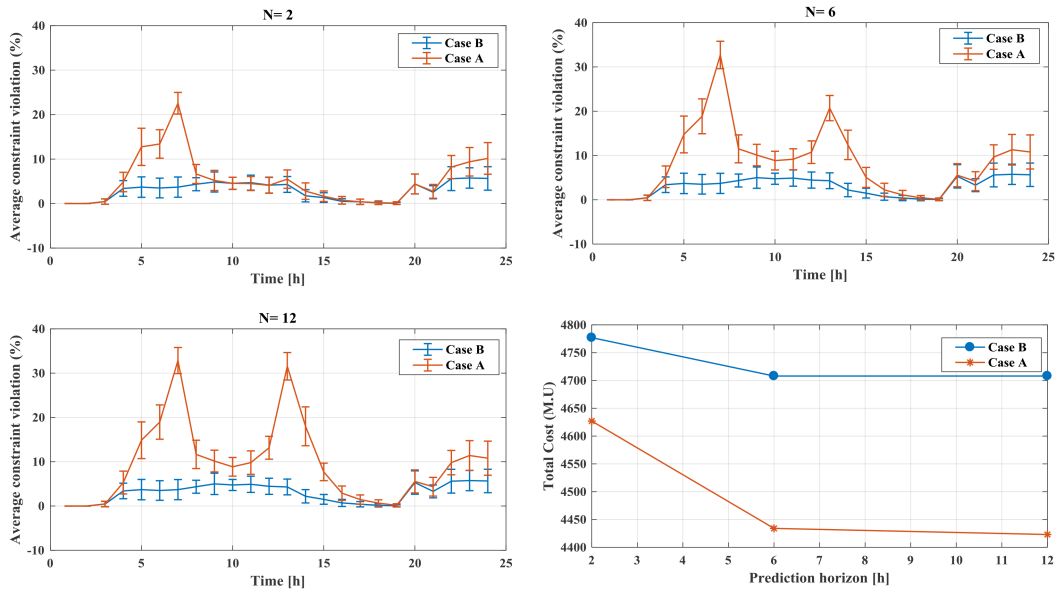 N= 2
Average constraint violation (%)
40
30
20
10
0
-10
0 5 10 15 20 25
Time [h]
Case B
Case A
N= 6
Average constraint violation (%)
40
30
20
10
0
-10
0 5 10 15 20 25
Time [h]
Case B
Case A
N= 12
Average constraint violation (%)
40
30
20
10
0
-10
0 5 10 15 20 25
Time [h]
Case B
Case A
Total Cost (M.U)
4800
4750
4700
4650
4600
4550
4500
4450
4400
2 3 4 5 6 7 8 9 10 11 12
Prediction horizon [h]
Case B
Case A